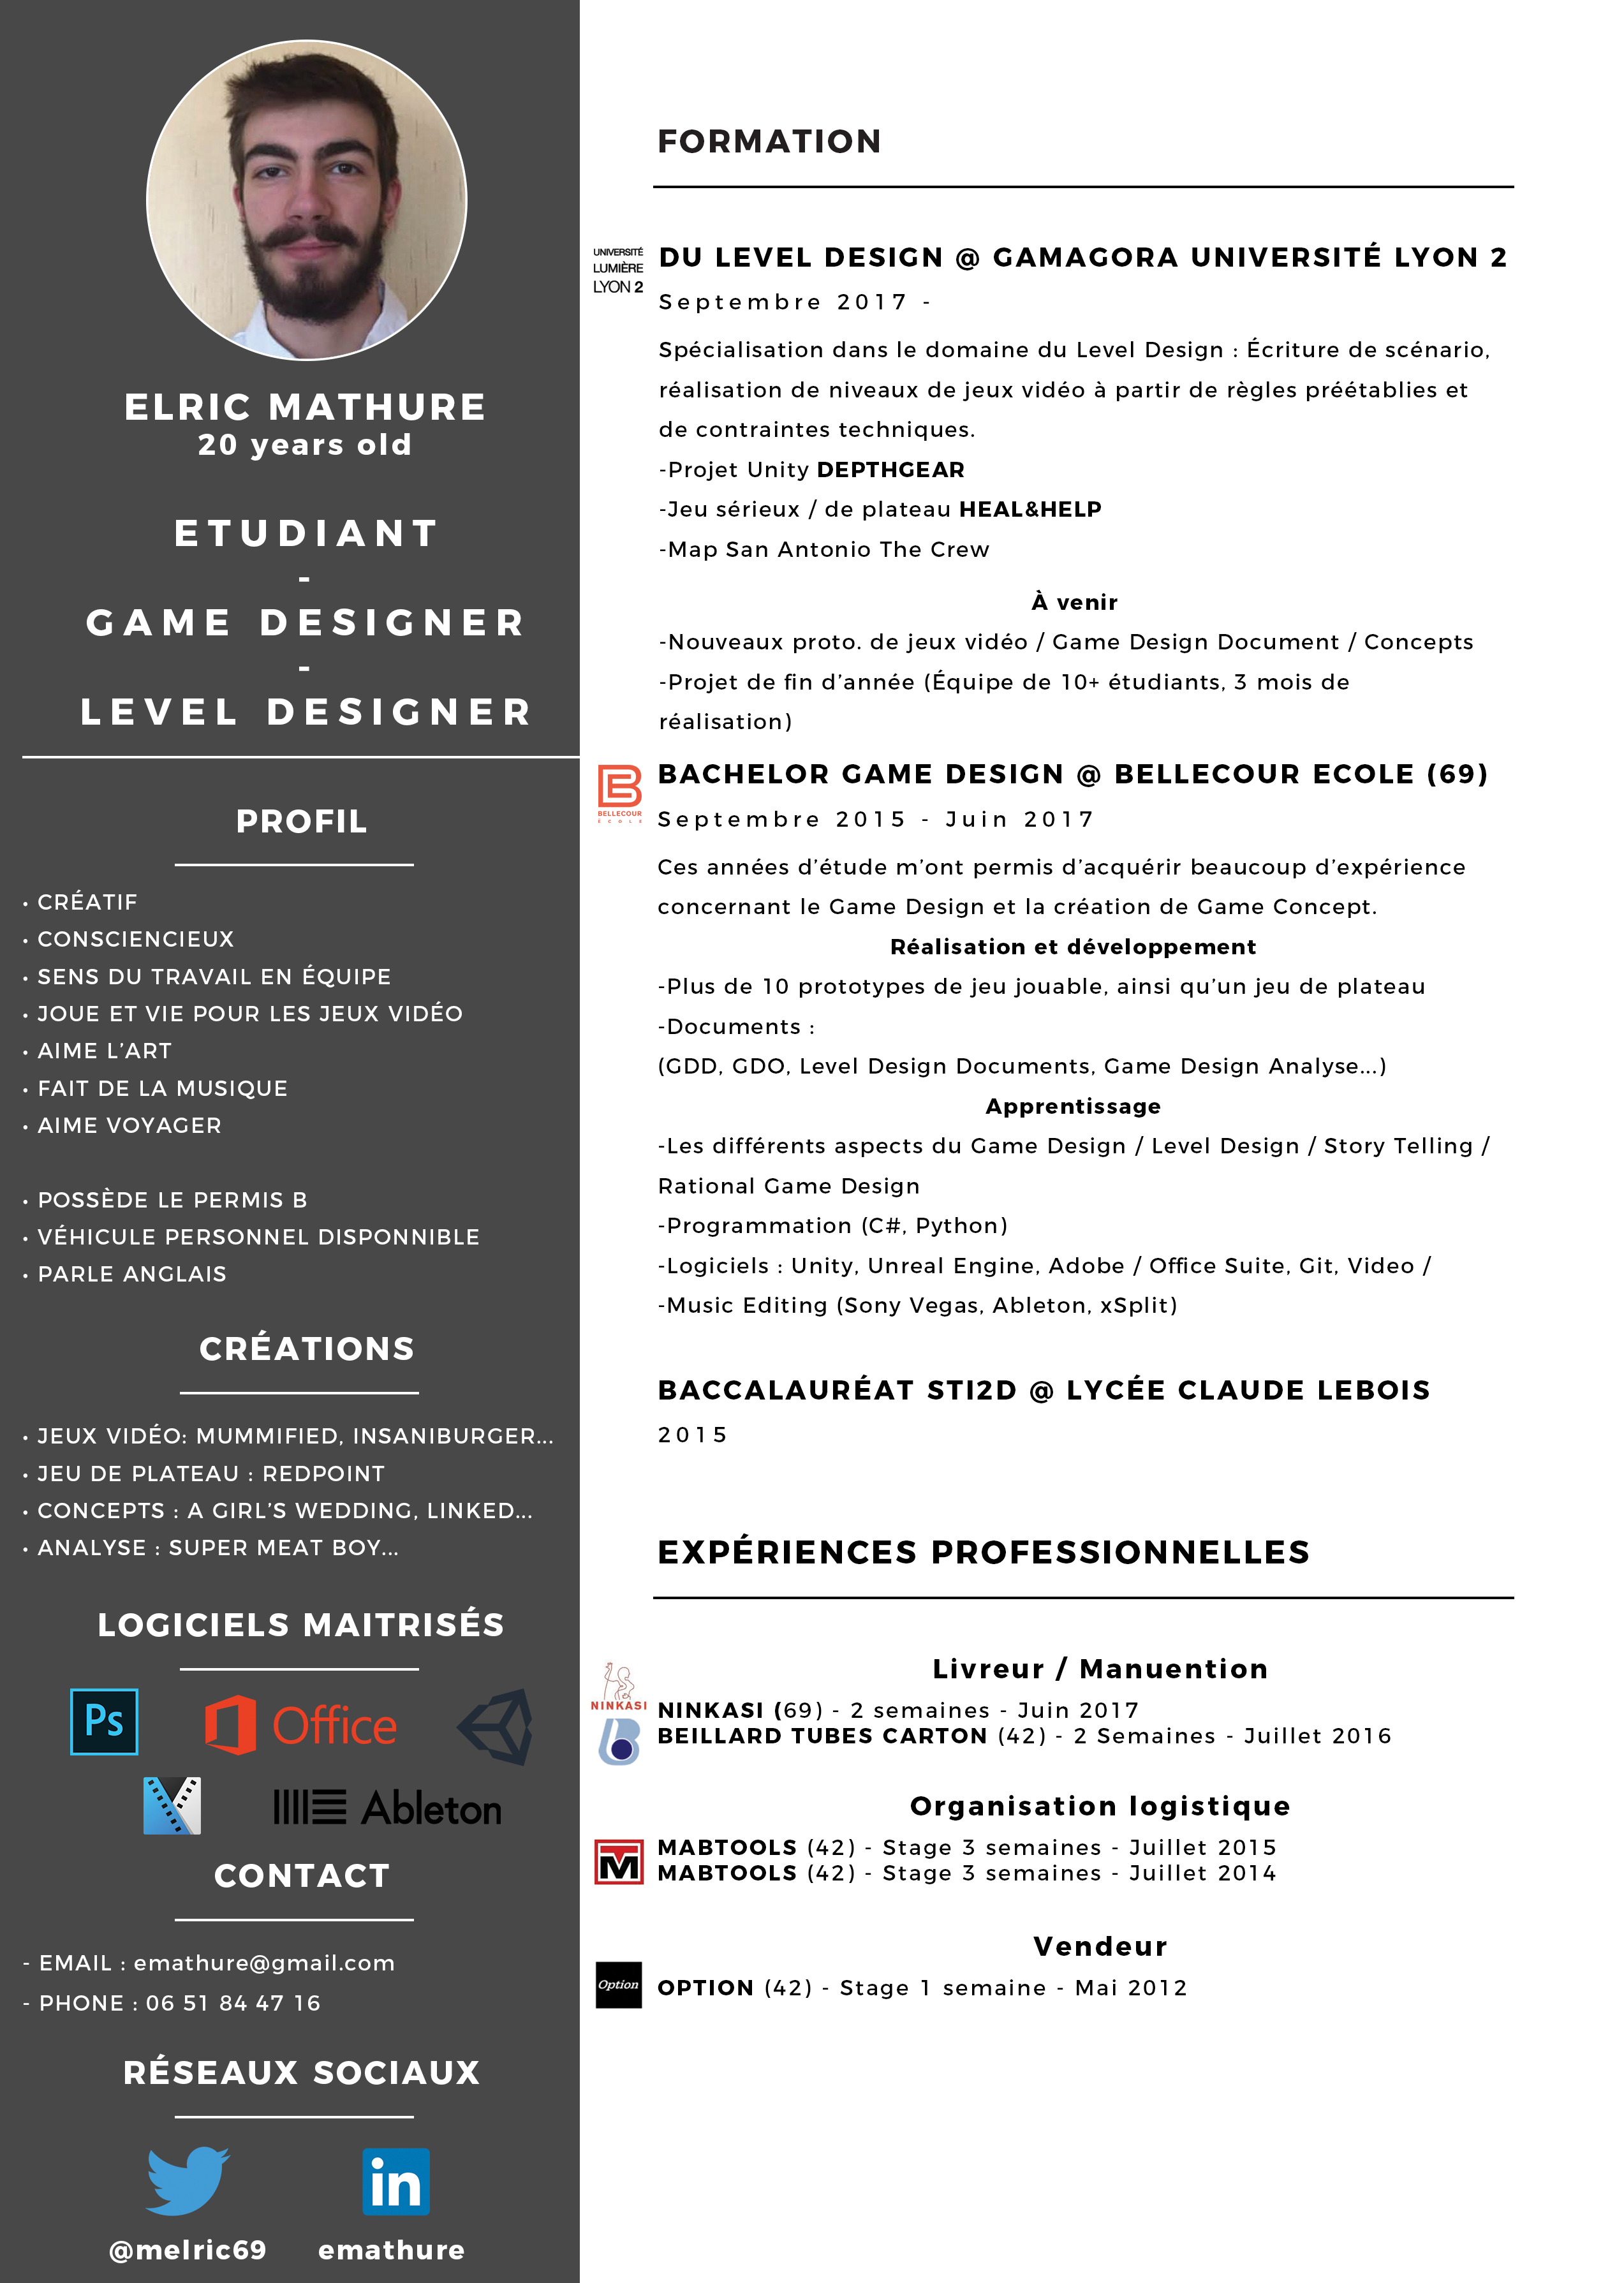 ELRIC MATHURE
20 years old
ETUDIANT
-
GAME DESIGNER
-
LEVEL DESIGNER
PROFIL
• CRÉATIF
• CONSCIENCIEUX
• SENS DU TRAVAIL EN ÉQUIPE
• JOUE ET VIE POUR LES JEUX VIDÉO
• AIME L'ART
• FAIT DE LA MUSIQUE
• AIME VOYAGER
• POSSÈDE LE PERMIS B
• VÉHICULE PERSONNEL DISPONNIBLE
• PARLE ANGLAIS
CRÉATIONS
• JEUX VIDÉO: MUMMIFIED, INSANIBURGER...
• JEU DE PLATEAU : REDPOINT
• CONCEPTS : A GIRL'S WEDDING, LINKED...
• ANALYSE : SUPER MEAT BOY...
LOGICIELS MAITRISÉS
Ps
Office
Ableton
CONTACT
- EMAIL : emathure@gmail.com
- PHONE : 06 51 84 47 16
RÉSEAUX SOCIAUX
in
@melric69 emathure
FORMATION
UNIVERSITÉ
LUMIÈRE
LYON 2
DU LEVEL DESIGN @ GAMAGORA UNIVERSITÉ LYON 2
Septembre 2017 -
Spécialisation dans le domaine du Level Design : Écriture de scénario,
réalisation de niveaux de jeux vidéo à partir de règles préétablies et
de contraintes techniques.
-Projet Unity DEPTHGEAR
-Jeu sérieux / de plateau HEAL&HELP
-Map San Antonio The Crew
À venir
-Nouveaux proto. de jeux vidéo / Game Design Document / Concepts
-Projet de fin d'année (Équipe de 10+ étudiants, 3 mois de
réalisation)
BELLECOUR
ÉCOLE
BACHELOR GAME DESIGN @ BELLECOUR ECOLE (69)
Septembre 2015 - Juin 2017
Ces années d'étude m'ont permis d'acquérir beaucoup d'expérience
concernant le Game Design et la création de Game Concept.
Réalisation et développement
-Plus de 10 prototypes de jeu jouable, ainsi qu'un jeu de plateau
-Documents :
(GDD, GDO, Level Design Documents, Game Design Analyse...)
Apprentissage
-Les différents aspects du Game Design / Level Design / Story Telling /
Rational Game Design
-Programmation (C#, Python)
-Logiciels : Unity, Unreal Engine, Adobe / Office Suite, Git, Video /
-Music Editing (Sony Vegas, Ableton, xSplit)
BACCALAURÉAT STI2D @ LYCÉE CLAUDE LEBOIS
2015
EXPÉRIENCES PROFESSIONNELLES
Livreur / Manuention
NINKASI
NINKASI (69) - 2 semaines - Juin 2017
BEILLARD TUBES CARTON (42) - 2 Semaines - Juillet 2016
Organisation logistique
MABTOOLS (42) - Stage 3 semaines - Juillet 2015
MABTOOLS (42) - Stage 3 semaines - Juillet 2014
Vendeur
Option
OPTION (42) - Stage 1 semaine - Mai 2012